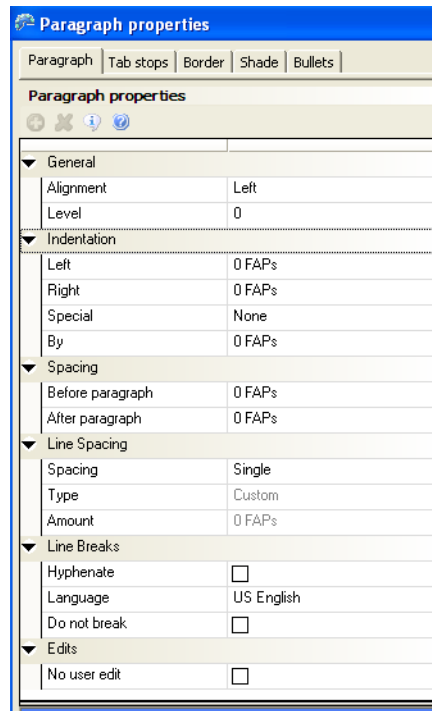 Paragraph properties
Paragraph Tab stops Border Shade Bullets
Paragraph properties
General
Alignment Left
Level 0
Indentation
Left 0 FAPs
Right 0 FAPs
Special None
By 0 FAPs
Spacing
Before paragraph 0 FAPs
After paragraph 0 FAPs
Line Spacing
Spacing Single
Type Custom
Amount 0 FAPs
Line Breaks
Hyphenate
Language US English
Do not break
Edits
No user edit